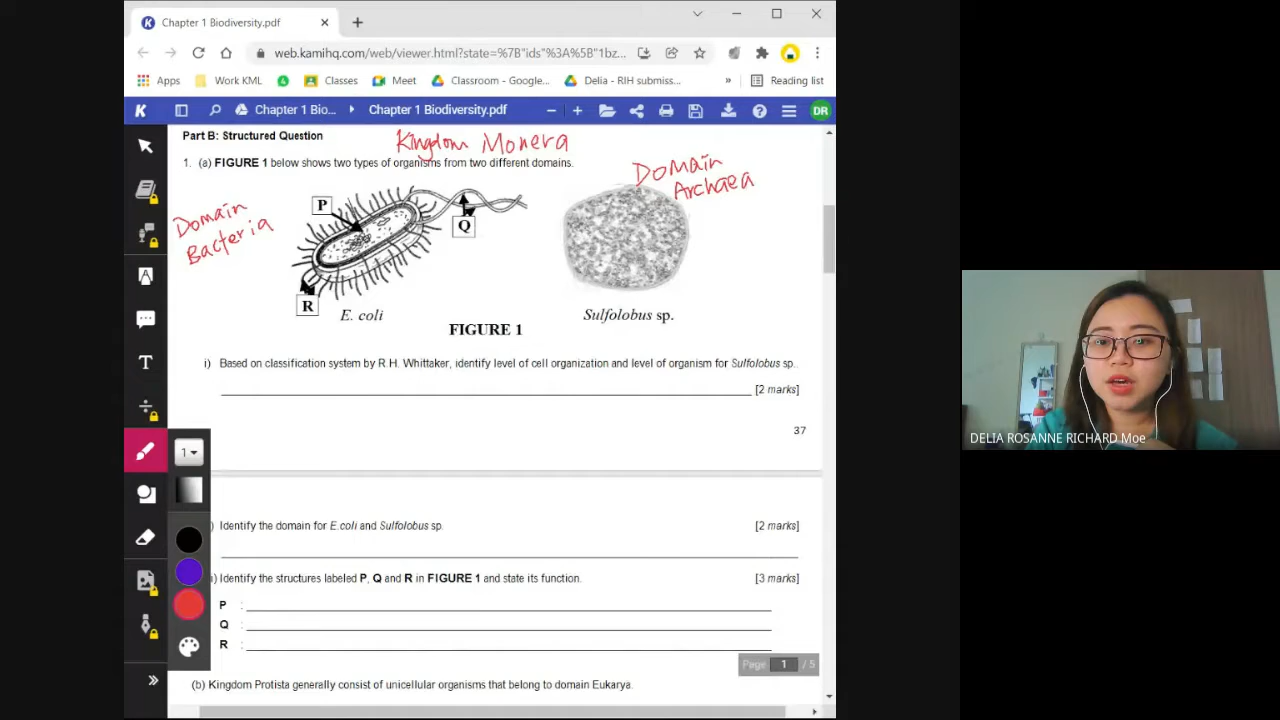 Chapter 1 Biodiversity.pdf
web.kamihq.com/web/viewer.html?state=%7B"ids"%3A%5B"1bz...
Apps Work KML Classes Meet Classroom - Google... Delia - RIH submiss... » Reading list
K Chapter 1 Bio... Chapter 1 Biodiversity.pdf DR
Part B: Structured Question
Kingdom Monera
1. (a) FIGURE 1 below shows two types of organisms from two different domains.
Domain
Archaea
Domain
Bacteria
P
Q
R
E. coli
Sulfolobus sp.
FIGURE 1
i) Based on classification system by R.H. Whittaker, identify level of cell organization and level of organism for Sulfolobus sp..
[2 marks]
37
1
) Identify the domain for E.coli and Sulfolobus sp. [2 marks]
i) Identify the structures labeled P, Q and R in FIGURE 1 and state its function. [3 marks]
P :
Q :
R :
Page 1 / 5
(b) Kingdom Protista generally consist of unicellular organisms that belong to domain Eukarya.
DELIA ROSANNE RICHARD Moe